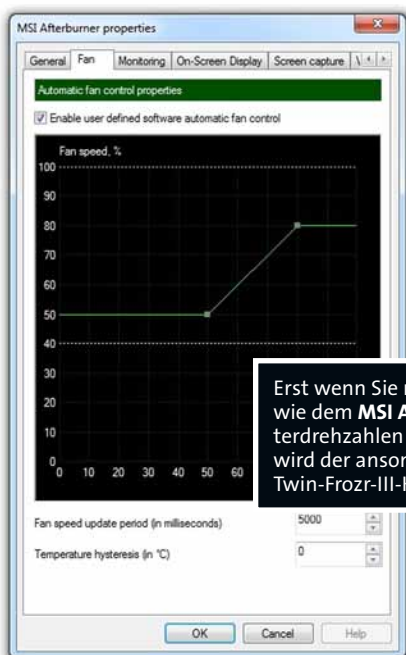 MSI Afterburner properties
General Fan Monitoring On-Screen Display Screen capture
Automatic fan control properties
Enable user defined software automatic fan control
Fan speed, %
100
90
80
70
60
50
40
30
20
10
0
0 10 20 30 40 50 60
Erst wenn Sie
wie dem MSI
terdrehzahlen
wird der
Twin-Frozr-III-
Fan speed update period (in milliseconds) 5000
Temperature hysteresis (in °C) 0
OK Cancel Help